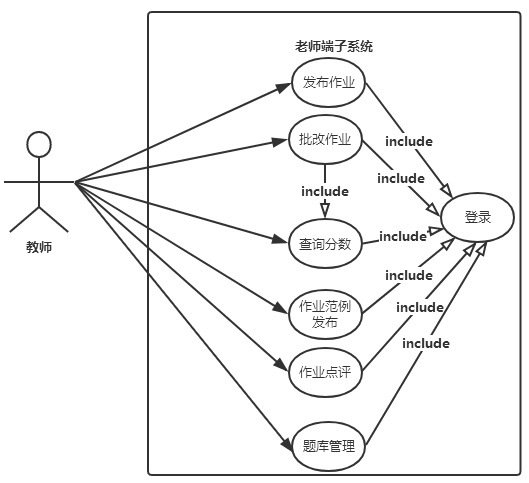 老师端子系统
发布作业
include
批改作业
include
include
登录
教师
查询分数
include
include
作业范例
发布
include
作业点评
include
题库管理